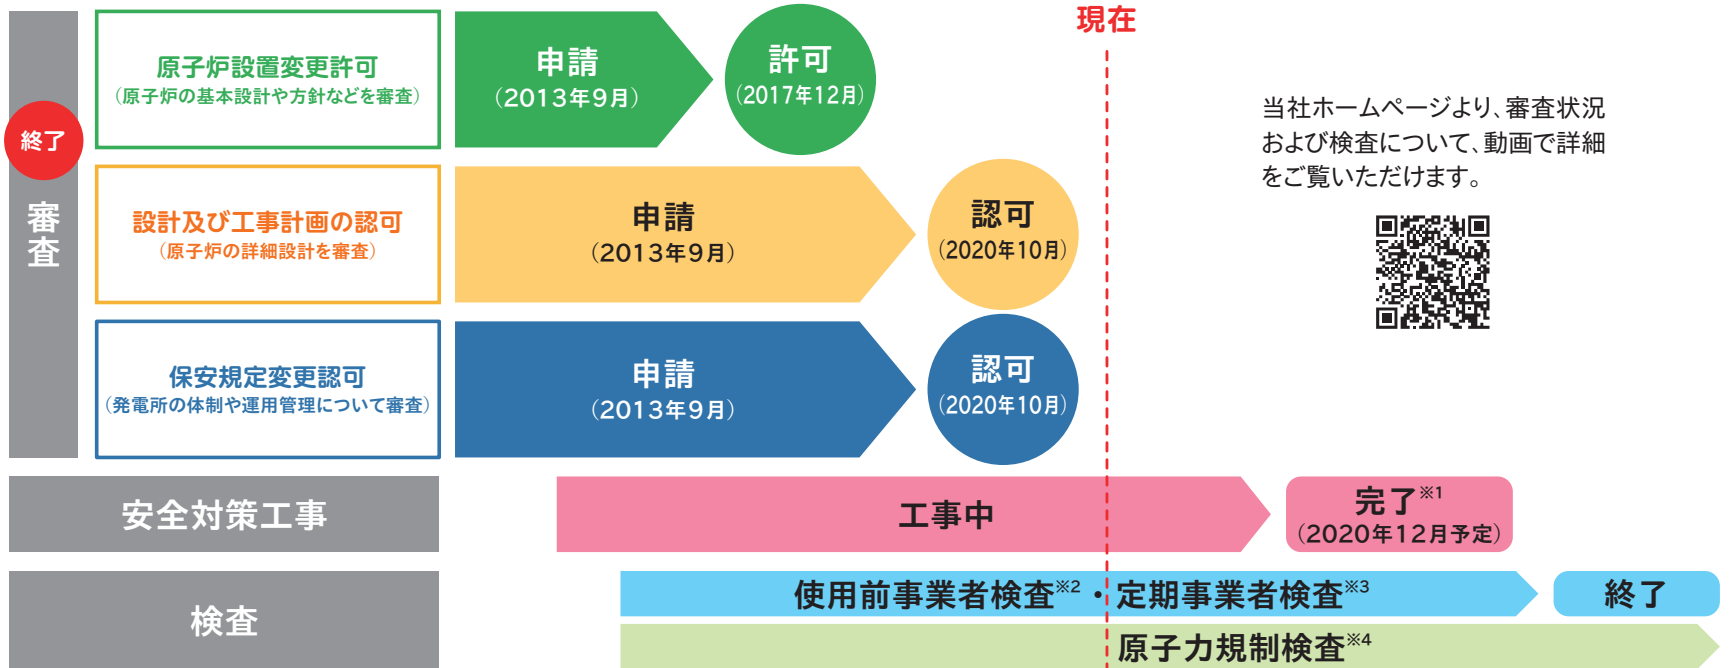 現在
終了
審査
原子炉設置変更許可
（原子炉の基本設計や方針などを審査）
申請
（2013年9月）
許可
（2017年12月）
設計及び工事計画の認可
（原子炉の詳細設計を審査）
申請
（2013年9月）
認可
（2020年10月）
保安規定変更認可
（発電所の体制や運用管理について審査）
申請
（2013年9月）
認可
（2020年10月）
当社ホームページより、審査状況
および検査について、動画で詳細
をご覧いただけます。
安全対策工事
工事中
完了※1
（2020年12月予定）
検査
使用前事業者検査※2・定期事業者検査※3
終了
原子力規制検査※4